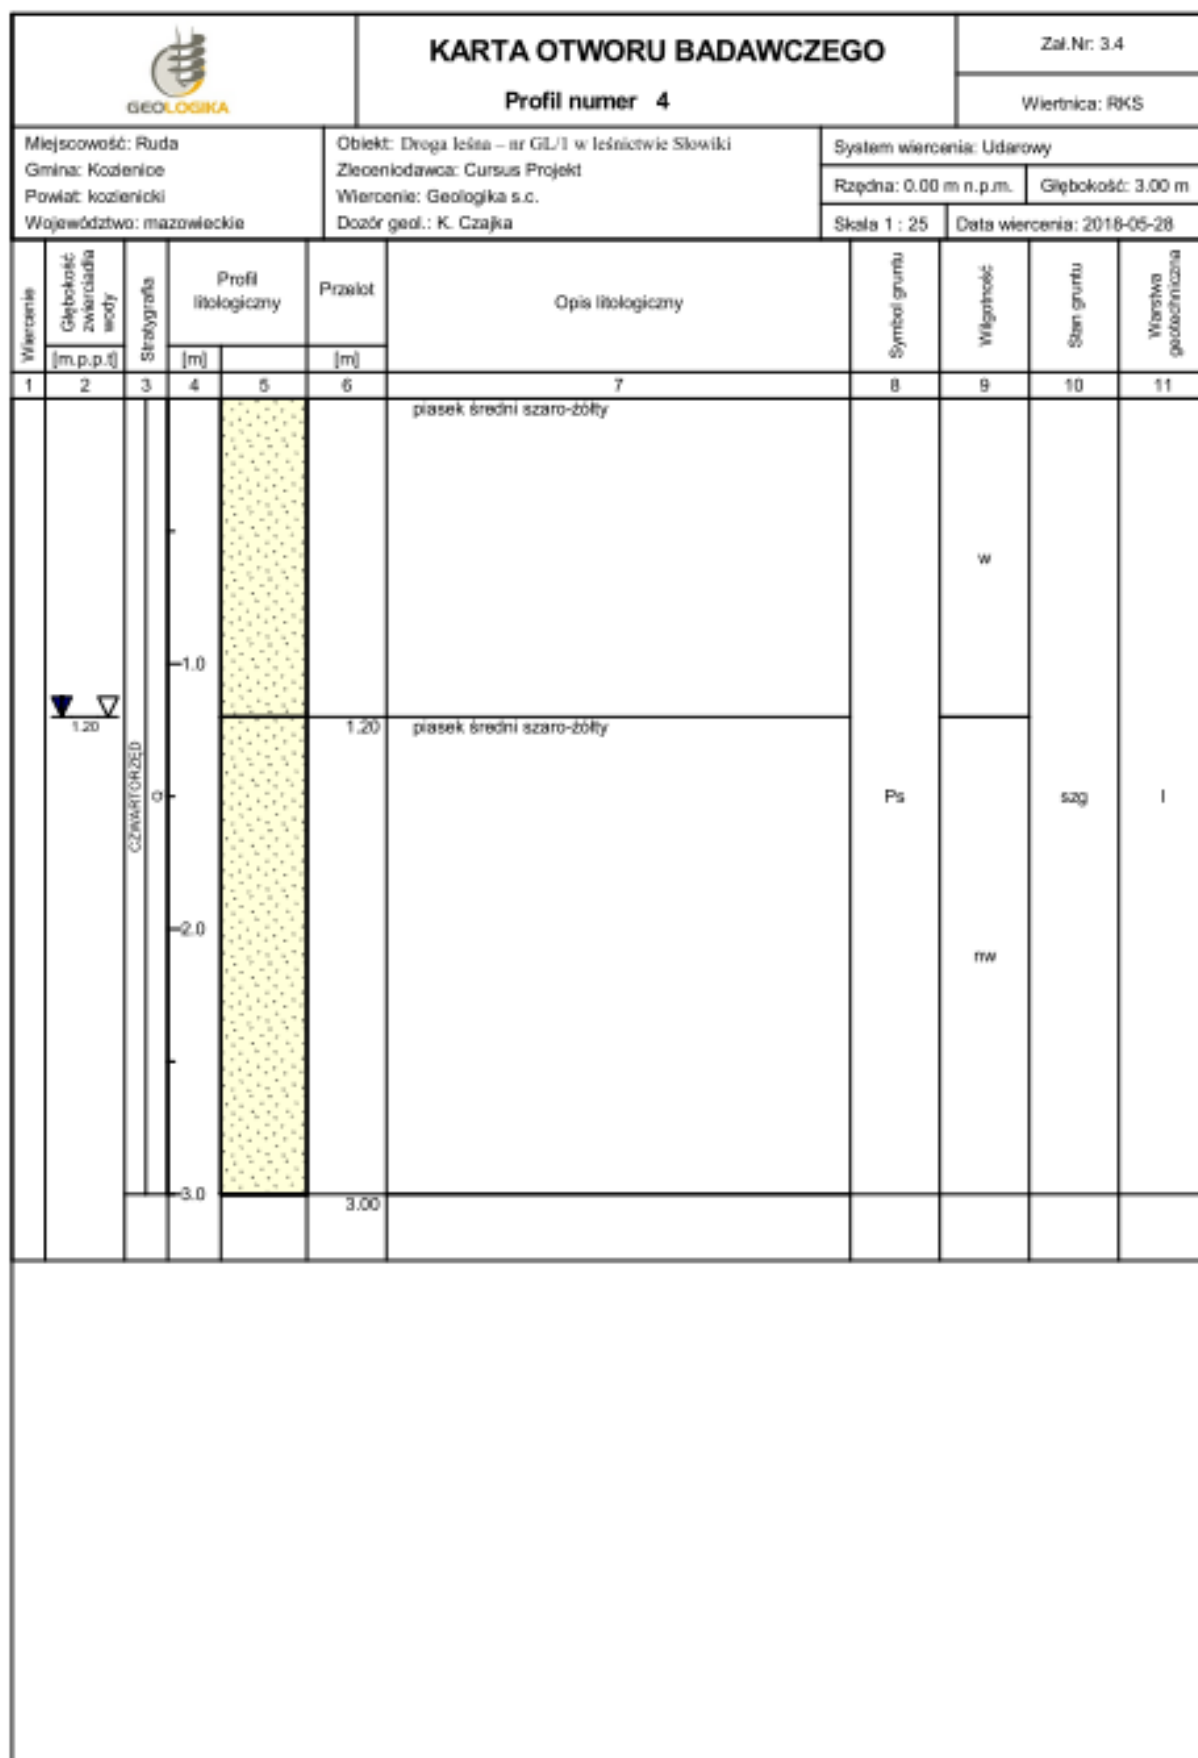 GEOLOGIKA
KARTA OTWORU BADAWCZEGO
Profil numer 4
Zał.Nr: 3.4
Wiertnica: RKS
Miejscowość: Ruda
Gmina: Kozienice
Powiat: kozienicki
Województwo: mazowieckie
Obiekt: Droga leśna – nr GL/1 w leśnictwie Słowiki
Zleceniodawca: Cursus Projekt
Wiercenie: Geologika s.c.
Dozór geol.: K. Czajka
System wiercenia: Udarowy
Rzędna: 0.00 m n.p.m.
Głębokość: 3.00 m
Skala 1 : 25
Data wiercenia: 2018-05-28
Wiercenie
Głębokość
zwierciadła
wody
[m.p.p.t]
Stratygrafia
Profil
litologiczny
[m]
Przelot
[m]
Opis litologiczny
Symbol gruntu
Wilgotność
Stan gruntu
Warstwa
geotechniczna
1 2 3 4 5 6 7 8 9 10 11
piasek średni szaro-żółty
w
1.0
1.20
1.20
piasek średni szaro-żółty
CZWARTORZĘD
Q
Ps
szg
I
2.0
nw
3.0
3.00